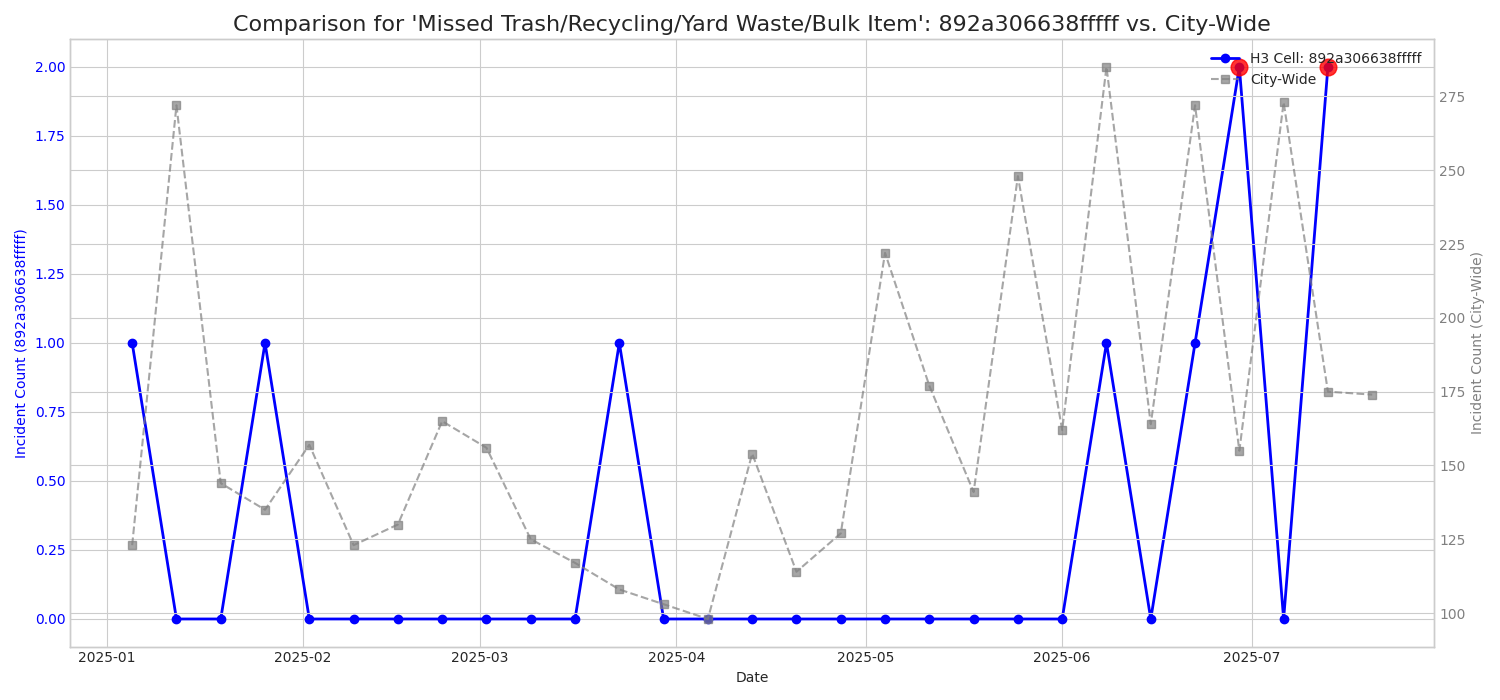 Comparison for 'Missed Trash/Recycling/Yard Waste/Bulk Item': 892a306638fffff vs. City-Wide
H3 Cell: 892a306638fffff
City-Wide
Incident Count (892a306638fffff)
2.00
1.75
1.50
1.25
1.00
0.75
0.50
0.25
0.00
275
250
225
200
175
150
125
100
Incident Count (City-Wide)
2025-01 2025-02 2025-03 2025-04 2025-05 2025-06 2025-07
Date